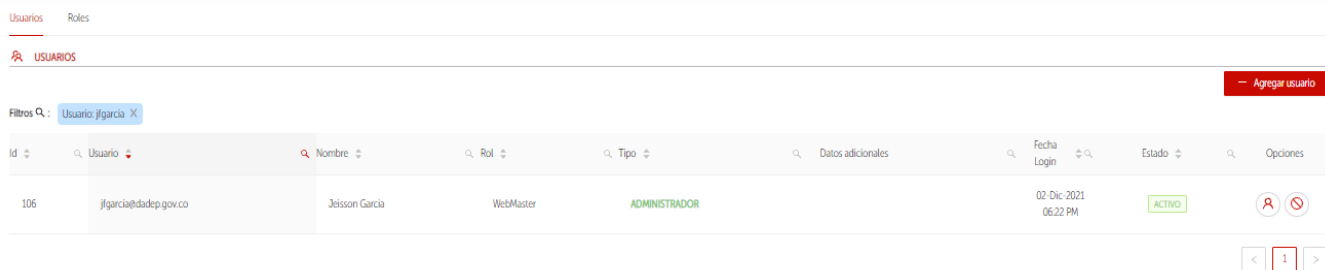 Usuarios Roles
USUARIOS
Agregar usuario
Filtros : Usuario: jfgarcia X
Id Usuario Nombre Rol Tipo Datos adicionales Fecha Login Estado Opciones
106 jfgarcia@dadep.gov.co Jeisson Garcia WebMaster ADMINISTRADOR 02-Dic-2021 06:22 PM ACTIVO
< 1 >